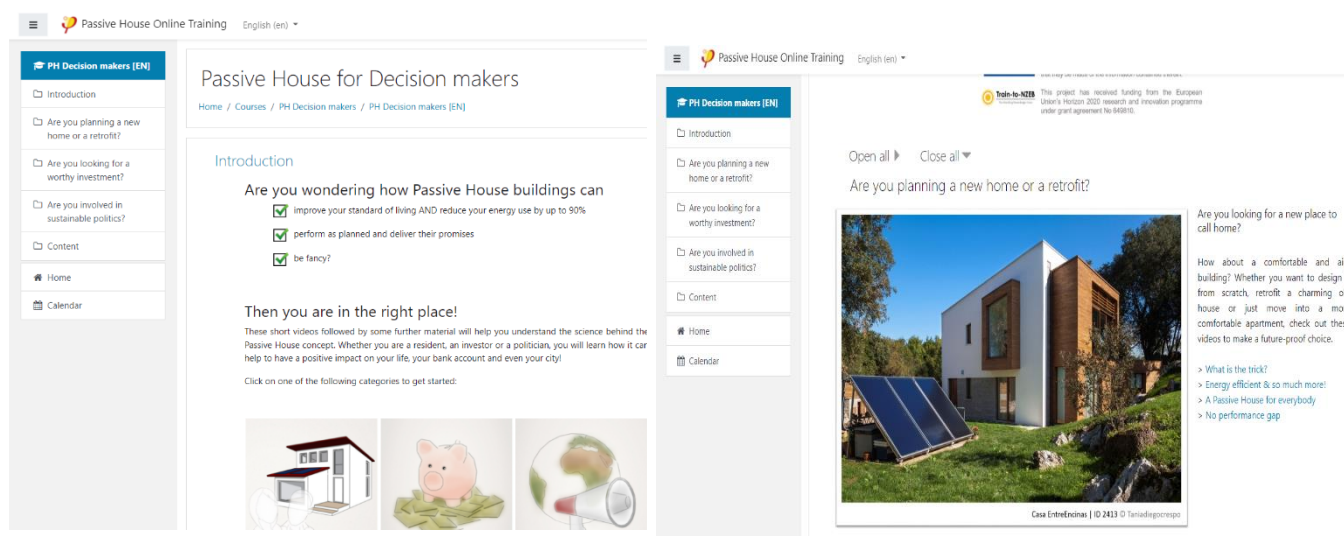 Passive House Online Training English (en)
PH Decision makers [EN]
Introduction
Are you planning a new
home or a retrofit?
Are you looking for a
worthy investment?
Are you involved in
sustainable politics?
Content
Home
Calendar
Passive House for Decision makers
Home / Courses / PH Decision makers / PH Decision makers [EN]
Introduction
Are you wondering how Passive House buildings can
improve your standard of living AND reduce your energy use by up to 90%
perform as planned and deliver their promises
be fancy?
Then you are in the right place!
These short videos followed by some further material will help you understand the science behind the
Passive House concept. Whether you are a resident, an investor or a politician, you will learn how it can
help to have a positive impact on your life, your bank account and even your city!
Click on one of the following categories to get started:
Passive House Online Training English (en)
PH Decision makers [EN]
Introduction
Are you planning a new
home or a retrofit?
Are you looking for a
worthy investment?
Are you involved in
sustainable politics?
Content
Home
Calendar
Train-to-NZEB
This project has received funding from the European
Union's Horizon 2020 research and innovation programme
under grant agreement No 649810.
Open all Close all
Are you planning a new home or a retrofit?
Casa EntreEncinas | ID 2413 © Taniadiegocrespo
Are you looking for a new place to
call home?
How about a comfortable and
building? Whether you want to design
from scratch, retrofit a charming
house or just move into a
comfortable apartment, check out
videos to make a future-proof choice.
> What is the trick?
> Energy efficient & so much more!
> A Passive House for everybody
> No performance gap